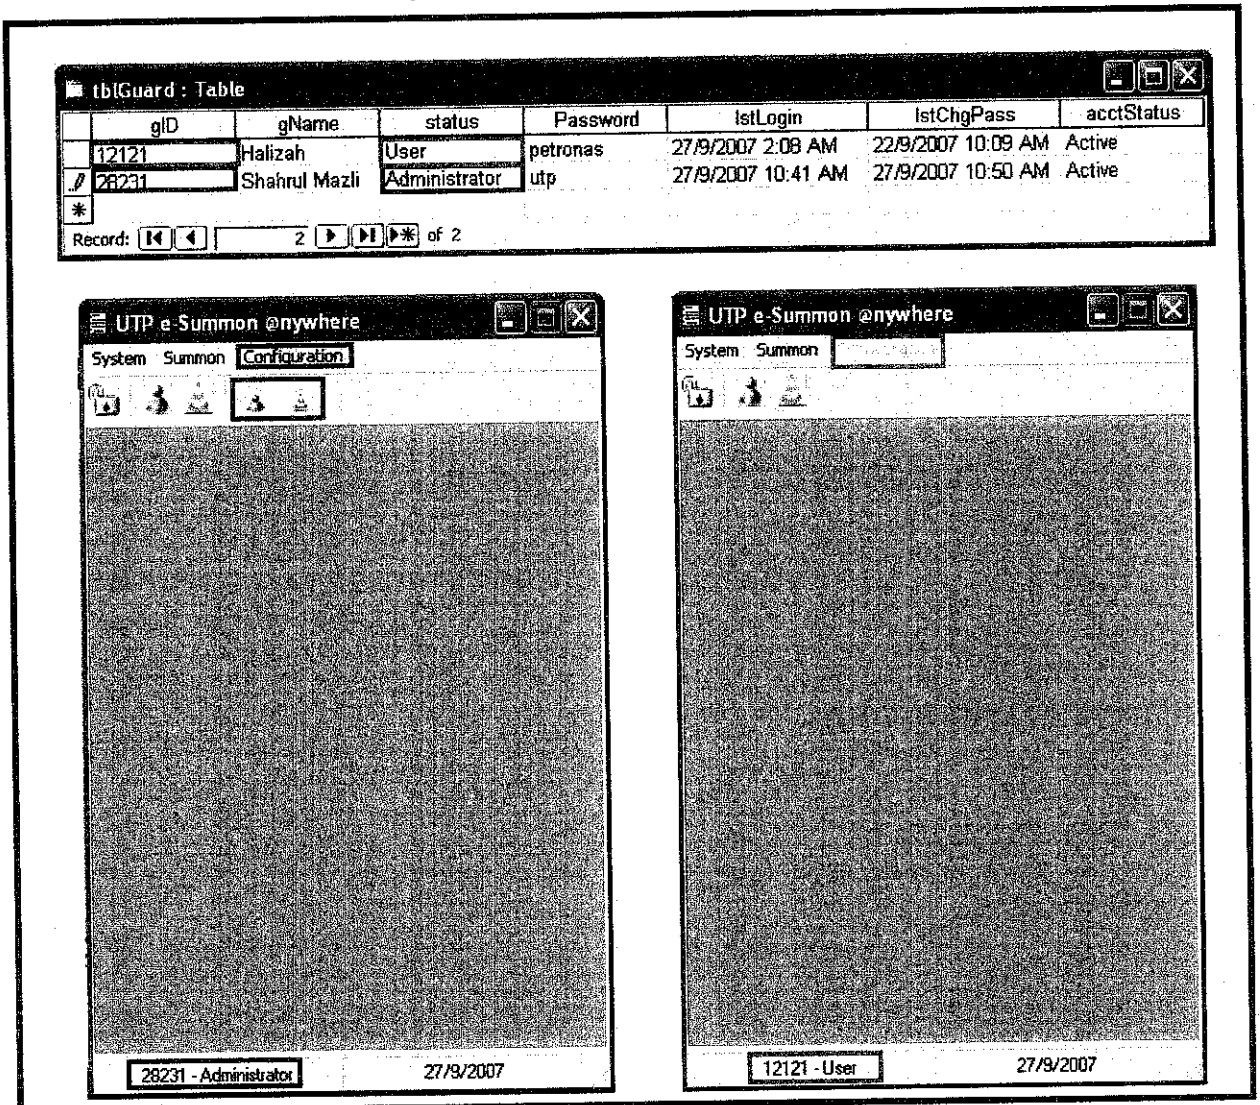 tblGuard : Table
gID gName status Password lstLogin lstChgPass acctStatus
12121 Halizah User petronas 27/9/2007 2:08 AM 22/9/2007 10:09 AM Active
28231 Shahrul Mazli Administrator utp 27/9/2007 10:41 AM 27/9/2007 10:50 AM Active
Record: 2 of 2
UTP e-Summon @nywhere
System Summon Configuration
28231 - Administrator 27/9/2007
UTP e-Summon @nywhere
System Summon
12121 - User 27/9/2007